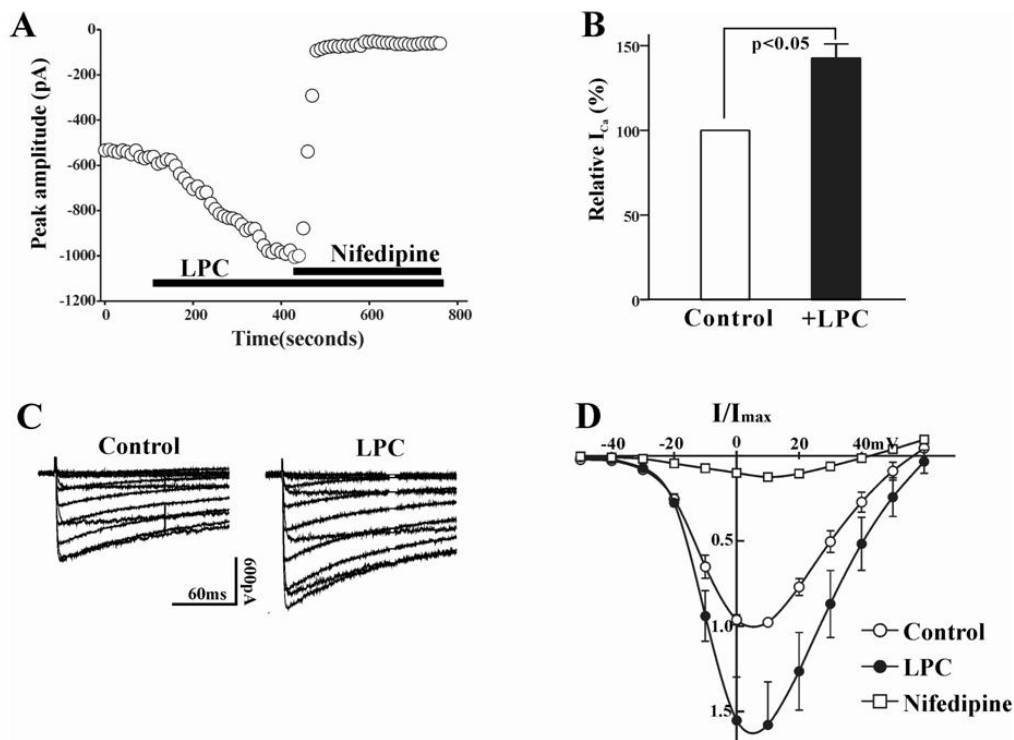 A
Peak amplitude (pA)
0
-200
-400
-600
-800
-1000
-1200
LPC
Nifedipine
0
200
400
600
800
Time(seconds)
B
Relative I_Ca (%)
150
100
50
0
p<0.05
Control
+LPC
C
Control
LPC
60ms
600pA
D
I/Imax
-40
-20
0
20
40mV
0.5
1.0
1.5
Control
LPC
Nifedipine